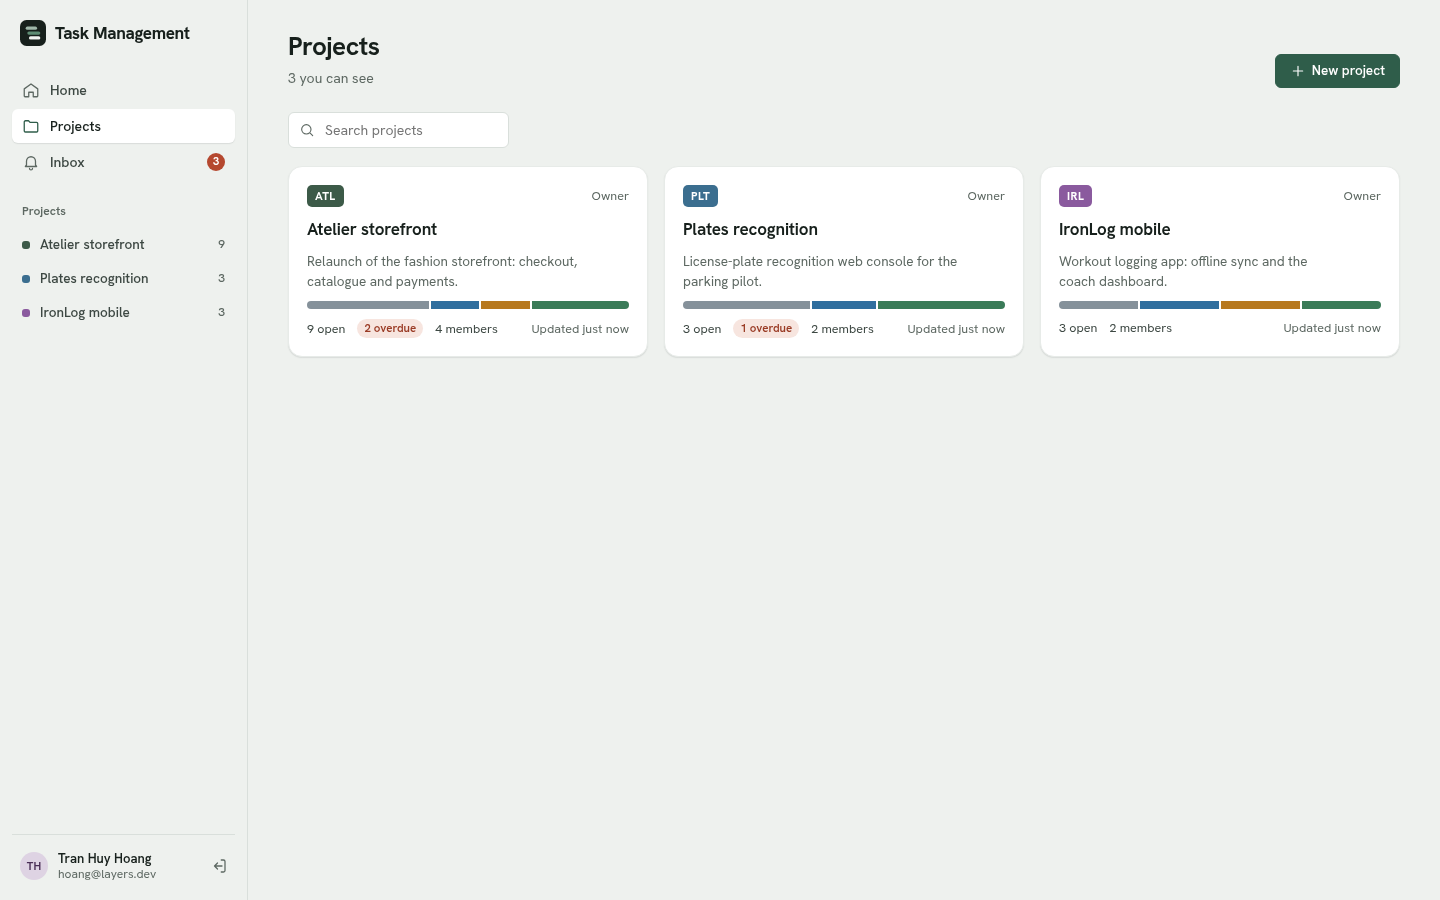 Task Management
Home
Projects
Inbox 3
Projects
Atelier storefront 9
Plates recognition 3
IronLog mobile 3
TH
Tran Huy Hoang
hoang@layers.dev
Projects
3 you can see
New project
Search projects
ATL Owner
Atelier storefront
Relaunch of the fashion storefront: checkout,
catalogue and payments.
9 open 2 overdue 4 members Updated just now
PLT Owner
Plates recognition
License-plate recognition web console for the
parking pilot.
3 open 1 overdue 2 members Updated just now
IRL Owner
IronLog mobile
Workout logging app: offline sync and the
coach dashboard.
3 open 2 members Updated just now